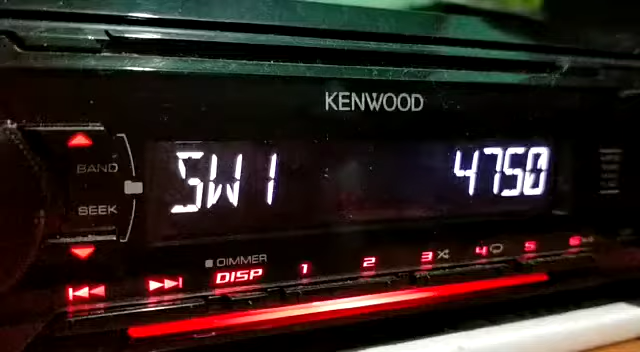 KENWOOD
BAND
SW1 4750
SEEK
DIMMER
DISP 1 2 3 4 5 6